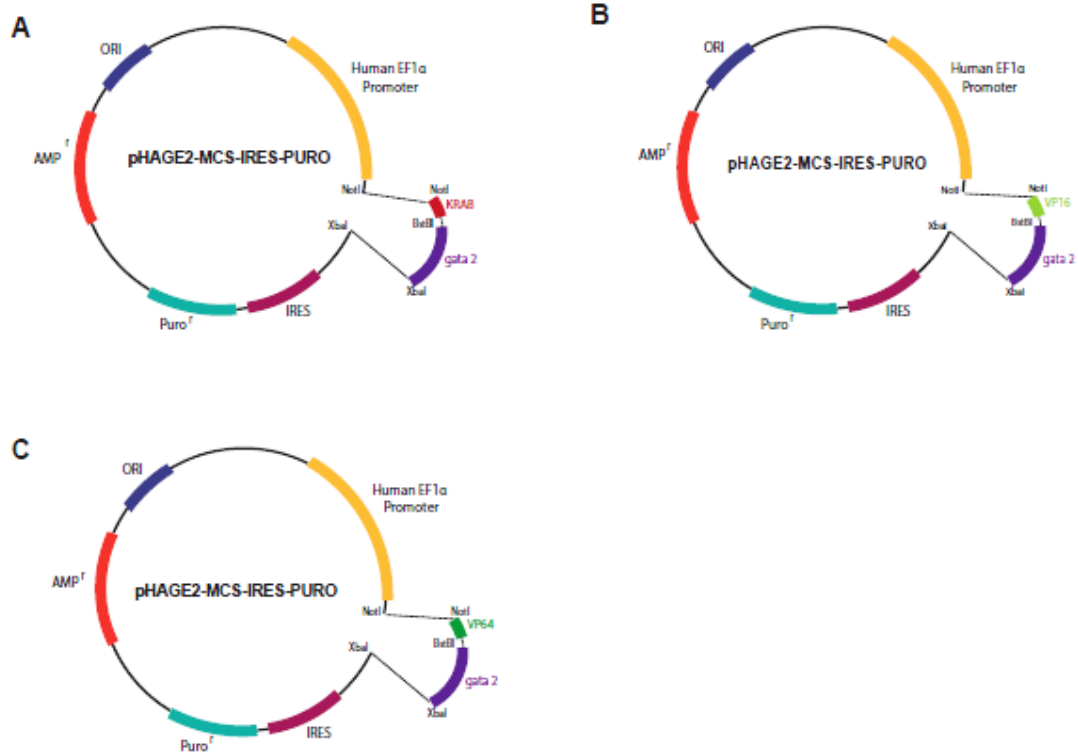 A
ORI
Human EF1α
Promoter
AMP r
pHAGE2-MCS-IRES-PURO
NotI
NotI
KRAB
XbaI
BstBI
gata 2
XbaI
IRES
Puro r
B
ORI
Human EF1α
Promoter
AMP r
pHAGE2-MCS-IRES-PURO
NotI
NotI
VP16
XbaI
BstBI
gata 2
XbaI
IRES
Puro r
C
ORI
Human EF1α
Promoter
AMP r
pHAGE2-MCS-IRES-PURO
NotI
NotI
VP64
XbaI
BstBI
gata 2
XbaI
IRES
Puro r